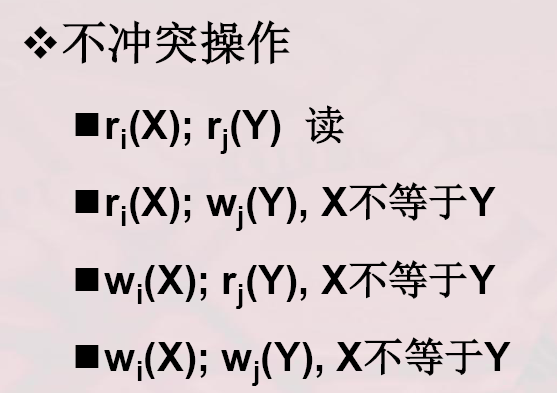 ❖不冲突操作
■ri(X); rj(Y) 读
■ri(X); wj(Y), X不等于Y
■wi(X); rj(Y), X不等于Y
■wi(X); wj(Y), X不等于Y